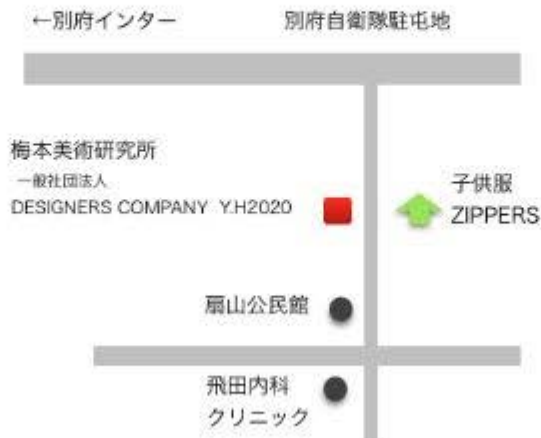 ←別府インター
別府自衛隊駐屯地
梅本美術研究所
一般社団法人
DESIGNERS COMPANY Y.H2020
子供服
ZIPPERS
扇山公民館
飛田内科
クリニック